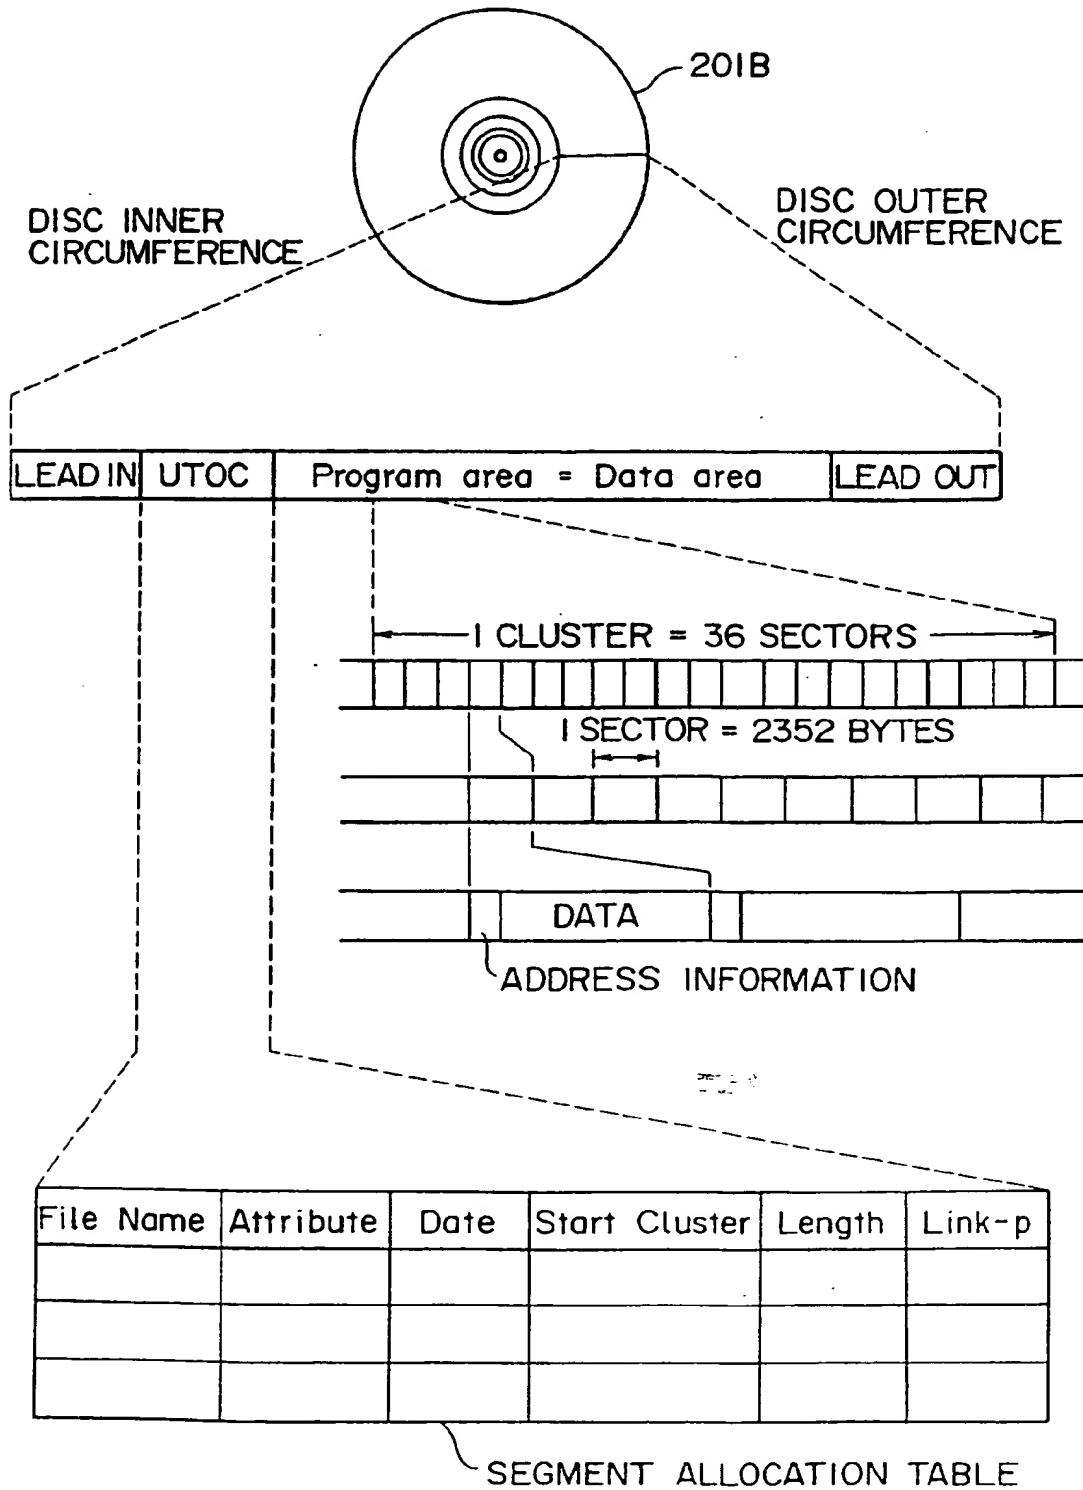 201B
DISC INNER
CIRCUMFERENCE
DISC OUTER
CIRCUMFERENCE
LEAD IN UTOC Program area = Data area LEAD OUT
1 CLUSTER = 36 SECTORS
1 SECTOR = 2352 BYTES
DATA
ADDRESS INFORMATION
File Name Attribute Date Start Cluster Length Link-p
SEGMENT ALLOCATION TABLE